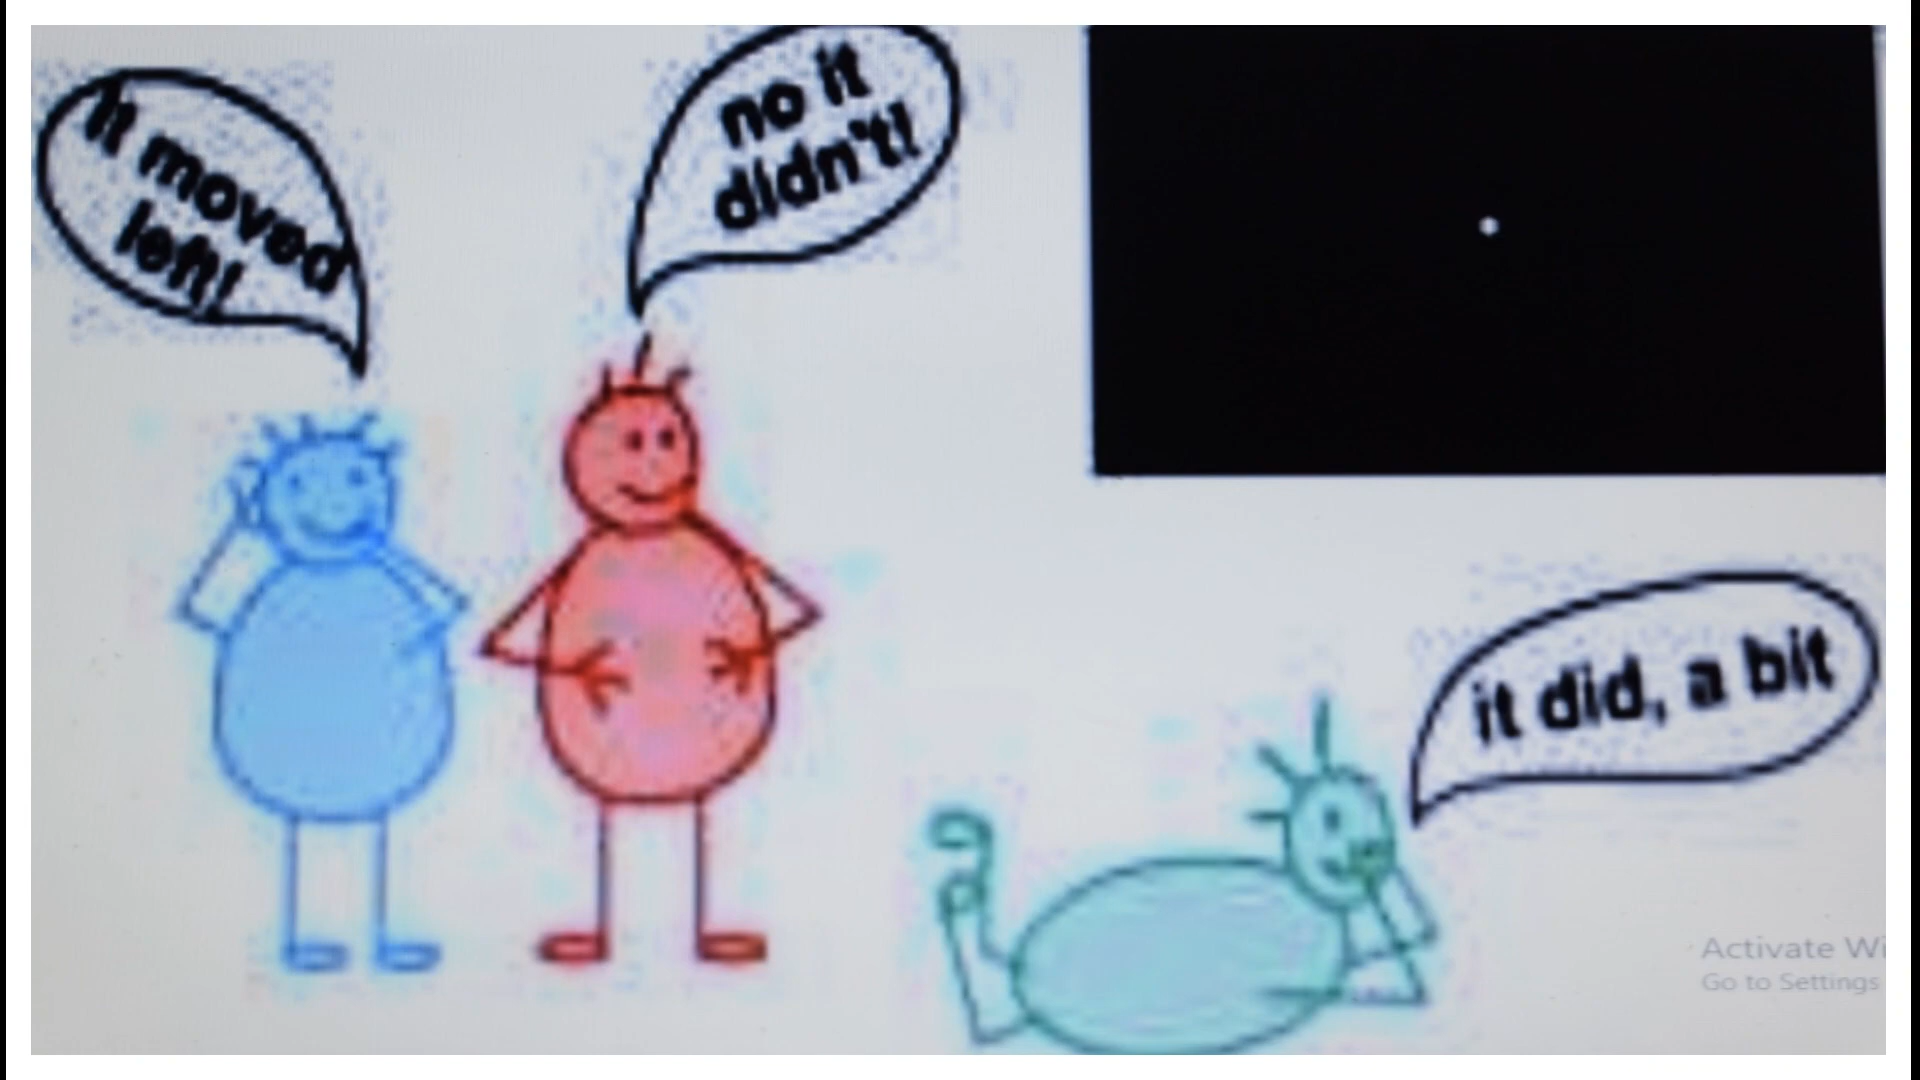 It moved
left!
no it
didn't!
it did, a bit
Activate Wi
Go to Settings